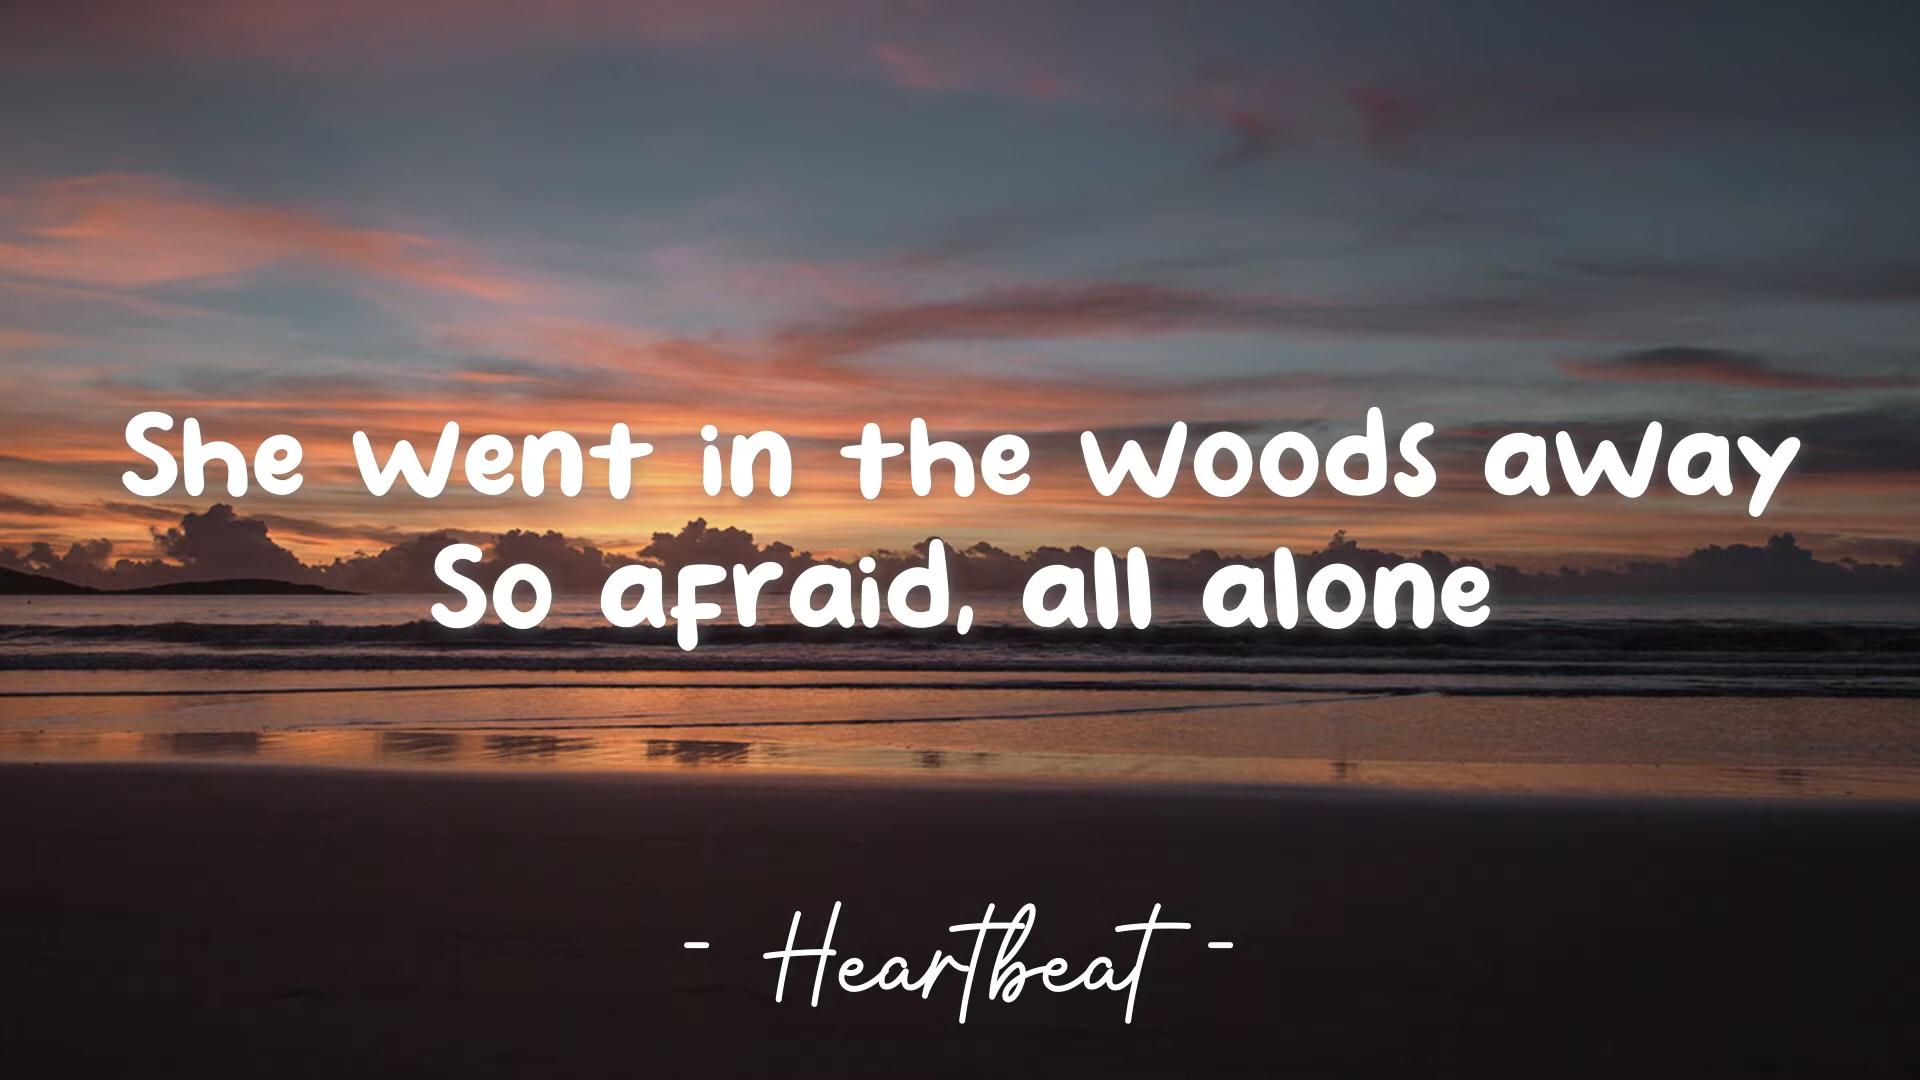 She went in the woods away
So afraid, all alone
- Heartbeat -